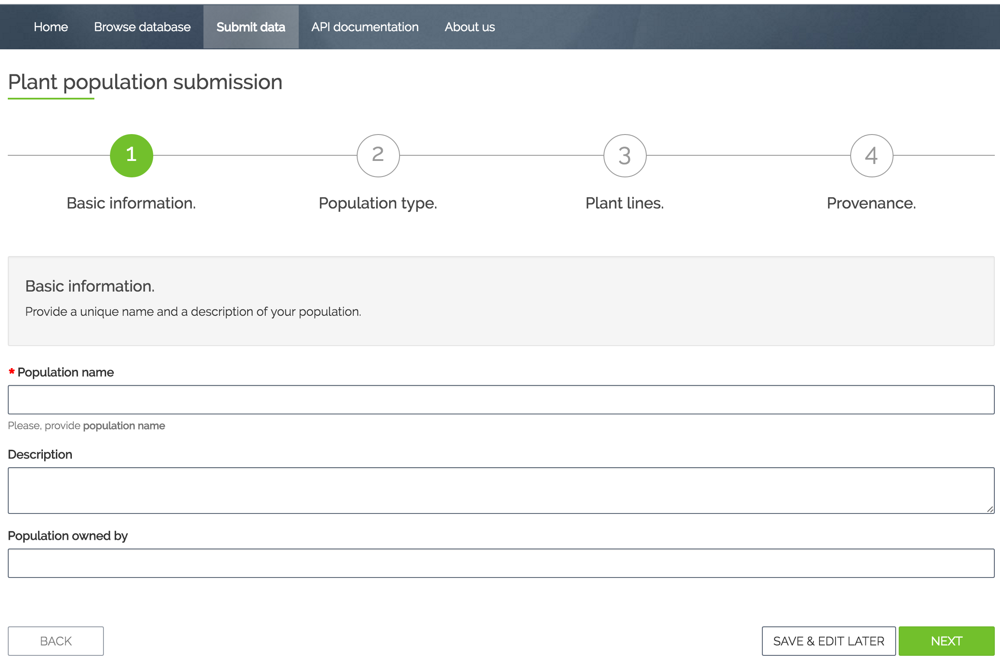 Home Browse database Submit data API documentation About us
Plant population submission
1 2 3 4
Basic information. Population type. Plant lines. Provenance.
Basic information.
Provide a unique name and a description of your population.
* Population name
Please, provide population name
Description
Population owned by
BACK SAVE & EDIT LATER NEXT